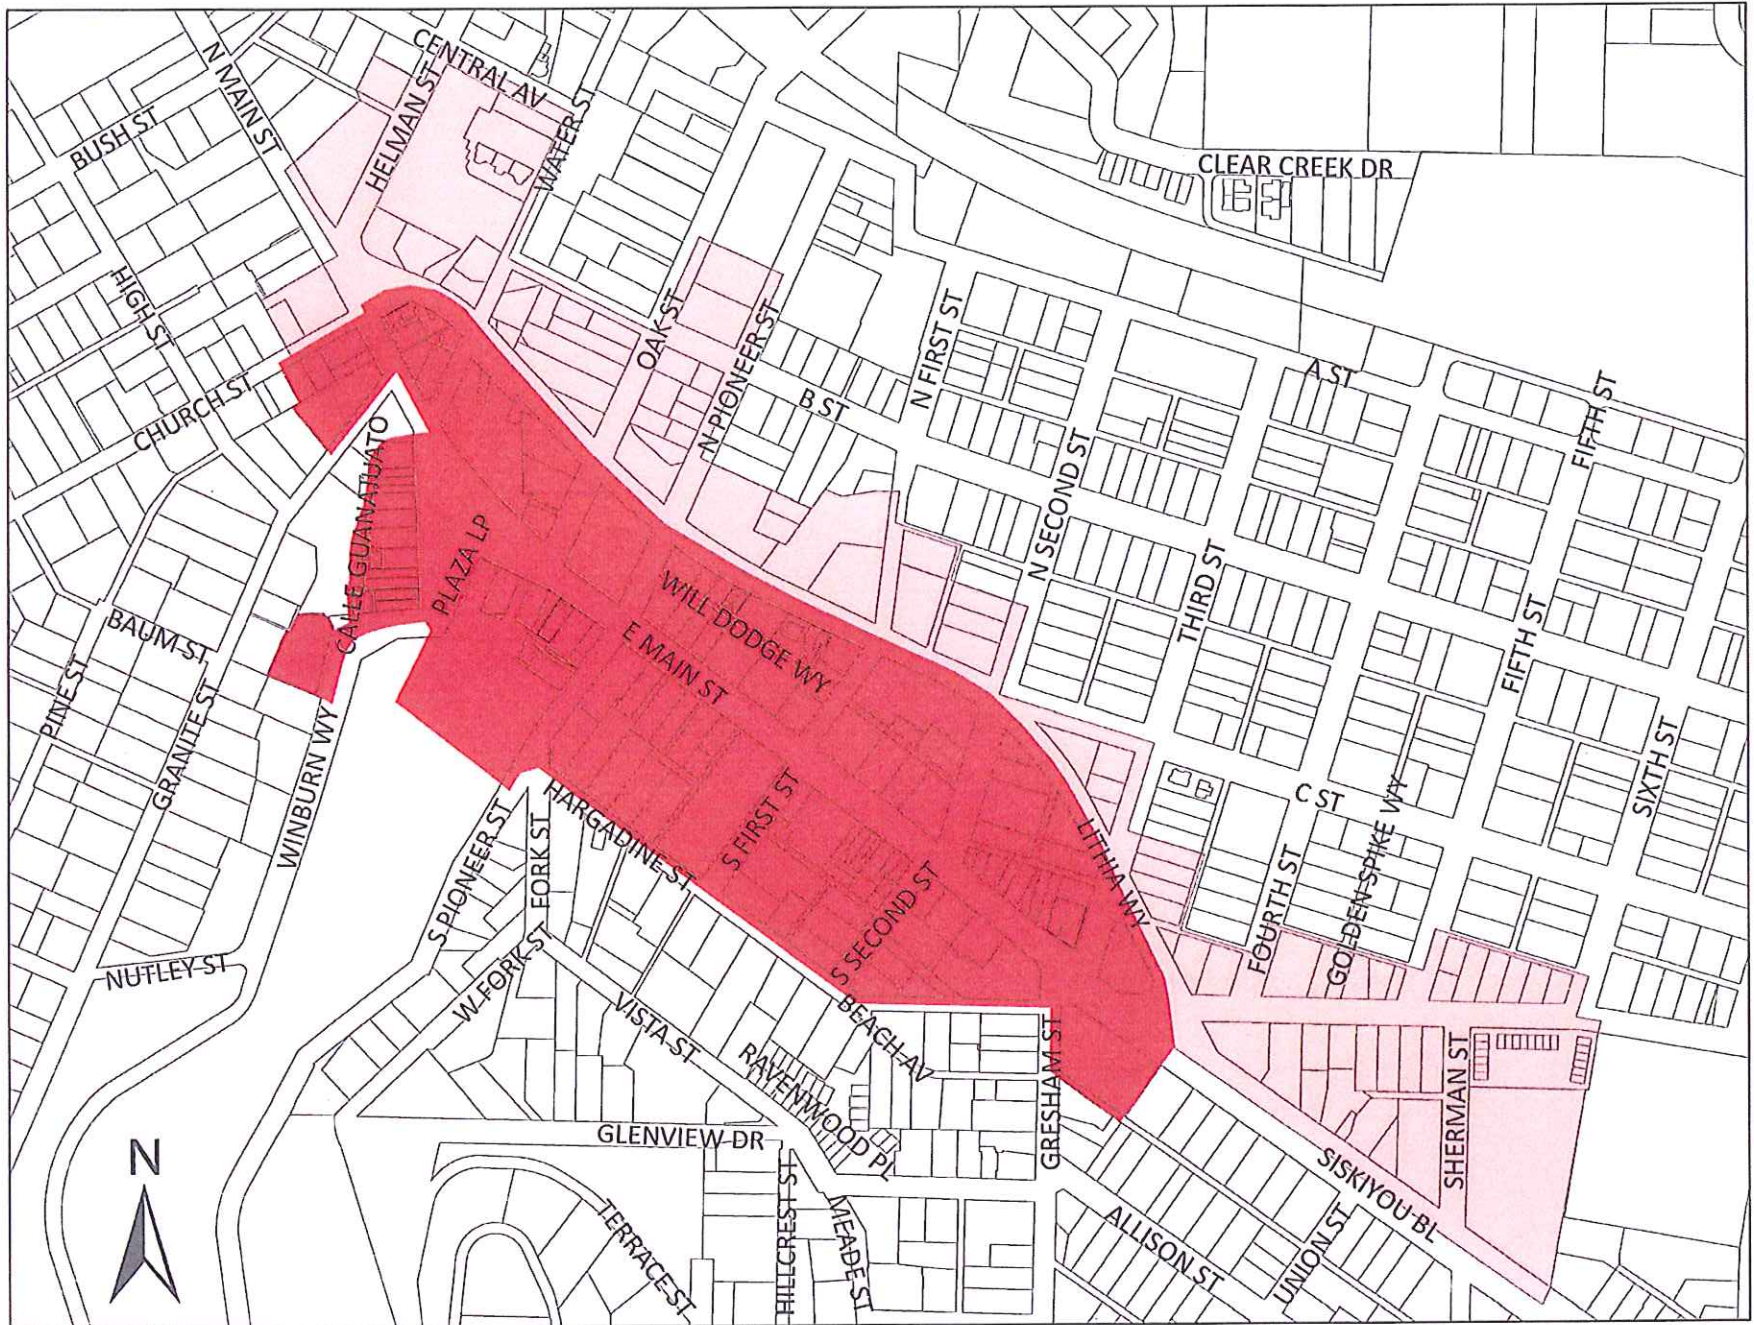 CENTRAL AV
N MAIN ST
HELMAN ST
WATER ST
BUSH ST
CLEAR CREEK DR
HIGH ST
OAK ST
N PIONEER ST
N FIRST ST
A ST
B ST
CHURCH ST
FIFTH ST
CALLE GUANAJUATO
N SECOND ST
PLAZA LP
THIRD ST
WILL DODGE WY
E MAIN ST
BAUM ST
PINE ST
GRANITE ST
FIFTH ST
WINBURN WY
SIXTH ST
HARGADINE ST
S FIRST ST
C ST
GOLDEN SPIKE WY
LITHIA WY
S PIONEER ST
FORK ST
FOURTH ST
S SECOND ST
NUTLEY ST
W FORK ST
VISTA ST
BEACH AV
RAVENWOOD PL
GRESHAM ST
SHERMAN ST
GLENVIEW DR
SISKIYOU BL
N
TERRACE ST
HILLCREST ST
MEADE ST
ALLISON ST
UNION ST